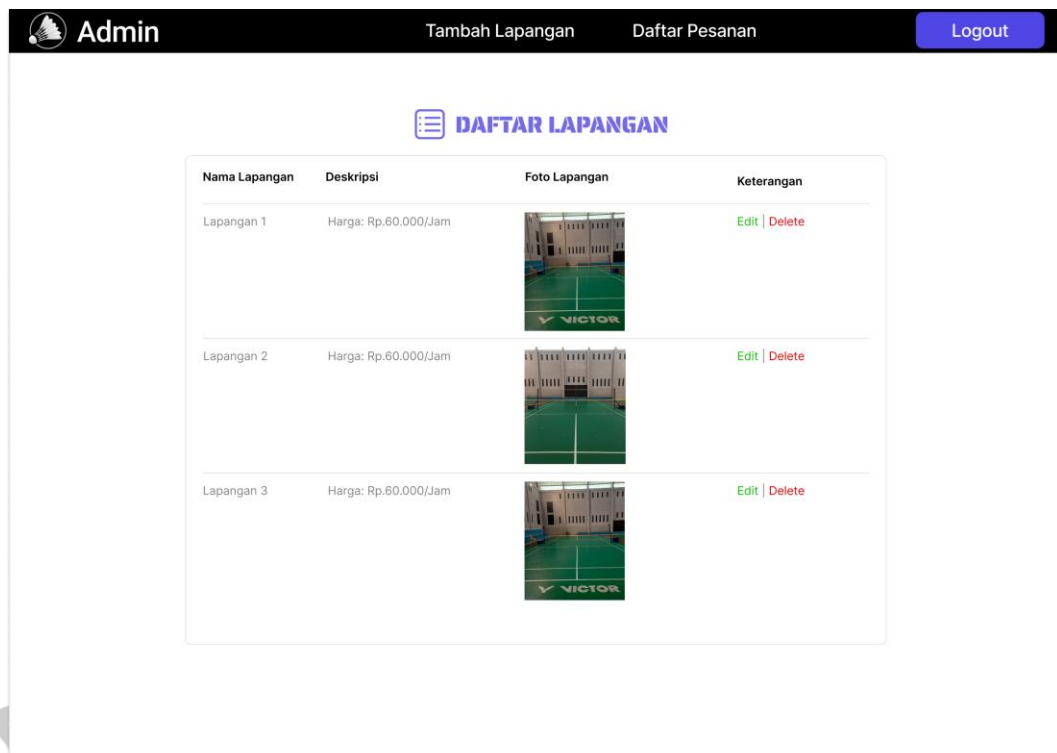 Admin Tambah Lapangan Daftar Pesanan Logout
DAFTAR LAPANGAN
Nama Lapangan Deskripsi Foto Lapangan Keterangan
Lapangan 1 Harga: Rp.60.000/Jam Edit | Delete
VICTOR
Lapangan 2 Harga: Rp.60.000/Jam Edit | Delete
Lapangan 3 Harga: Rp.60.000/Jam Edit | Delete
VICTOR